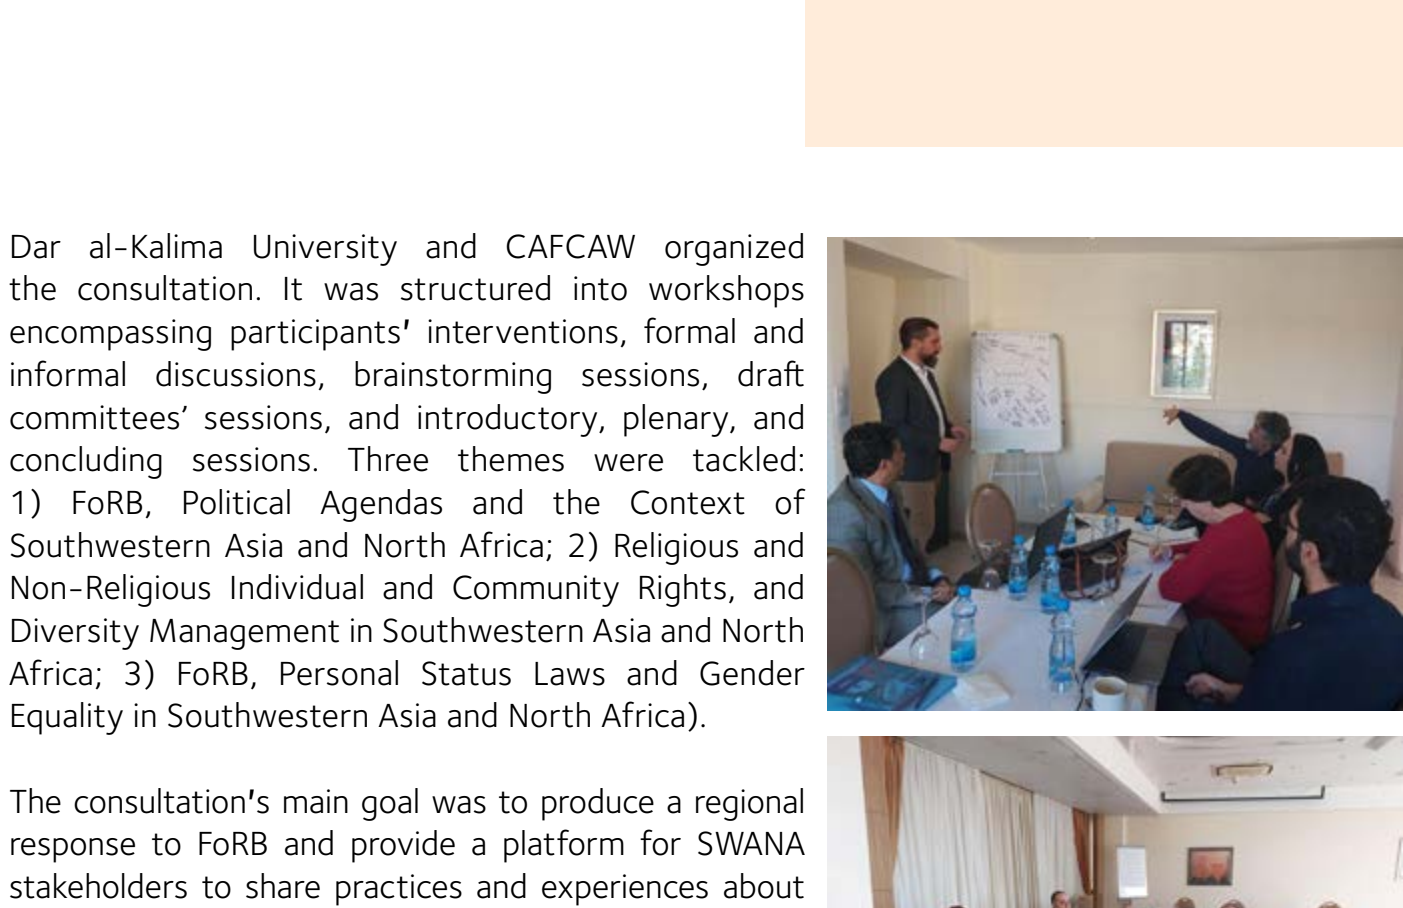 Dar al-Kalima University and CAFCAW organized
the consultation. It was structured into workshops
encompassing participants' interventions, formal and
informal discussions, brainstorming sessions, draft
committees’ sessions, and introductory, plenary, and
concluding sessions. Three themes were tackled:
1) FoRB, Political Agendas and the Context of
Southwestern Asia and North Africa; 2) Religious and
Non-Religious Individual and Community Rights, and
Diversity Management in Southwestern Asia and North
Africa; 3) FoRB, Personal Status Laws and Gender
Equality in Southwestern Asia and North Africa).
The consultation's main goal was to produce a regional
response to FoRB and provide a platform for SWANA
stakeholders to share practices and experiences about